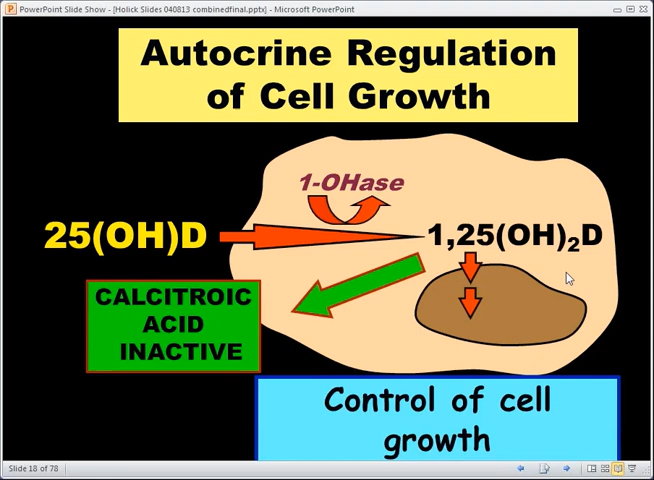 PowerPoint Slide Show - [Holick Slides 040813 combinedfinal.pptx] - Microsoft PowerPoint
Autocrine Regulation
of Cell Growth
1-OHase
25(OH)D
1,25(OH)₂D
CALCITROIC
ACID
INACTIVE
Control of cell
growth
Slide 18 of 78